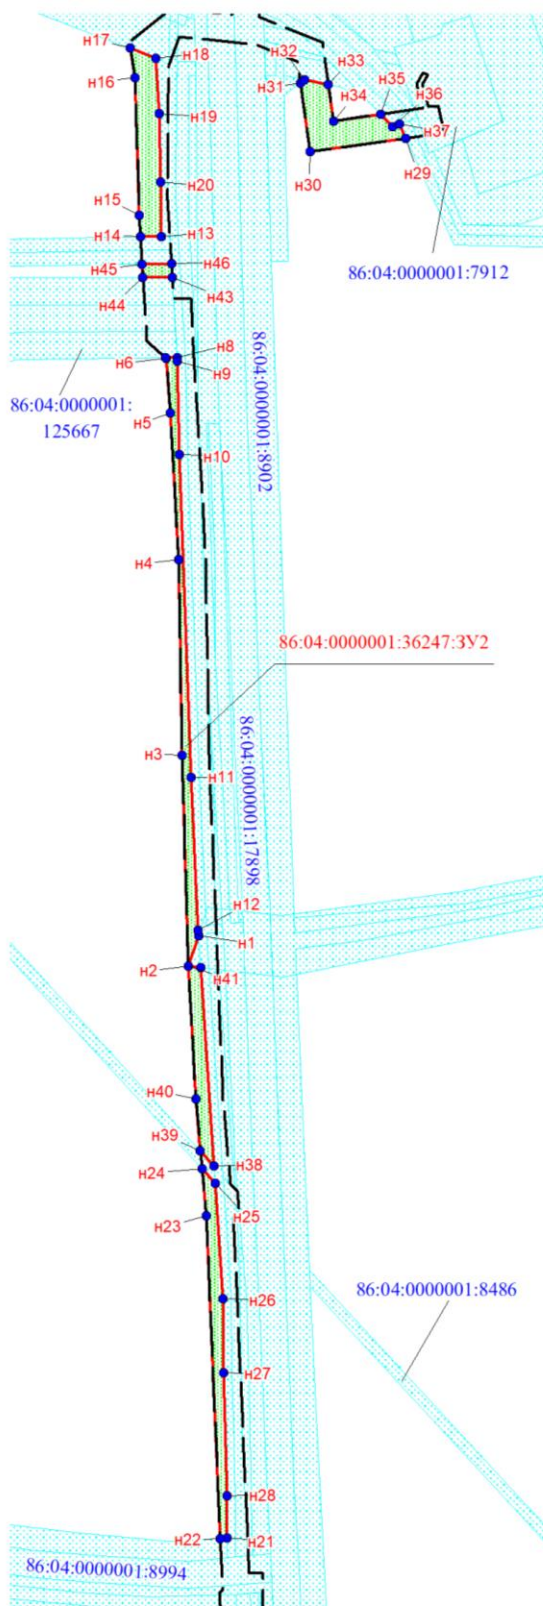 н17
н18
н32
н33
н16
н31
н35
н36
н19
н34
н37
н29
н30
н20
н15
н14
н13
н45
н46
86:04:0000001:7912
н44
н43
н8
н6
н9
86:04:0000001:8902
86:04:0000001:
125667
н5
н10
н4
86:04:0000001:36247:ЗУ2
н3
н11
86:04:0000001:17898
н12
н1
н2
н41
н40
н39
н38
н24
н25
н23
86:04:0000001:8486
н26
н27
н28
н22
н21
86:04:0000001:8994